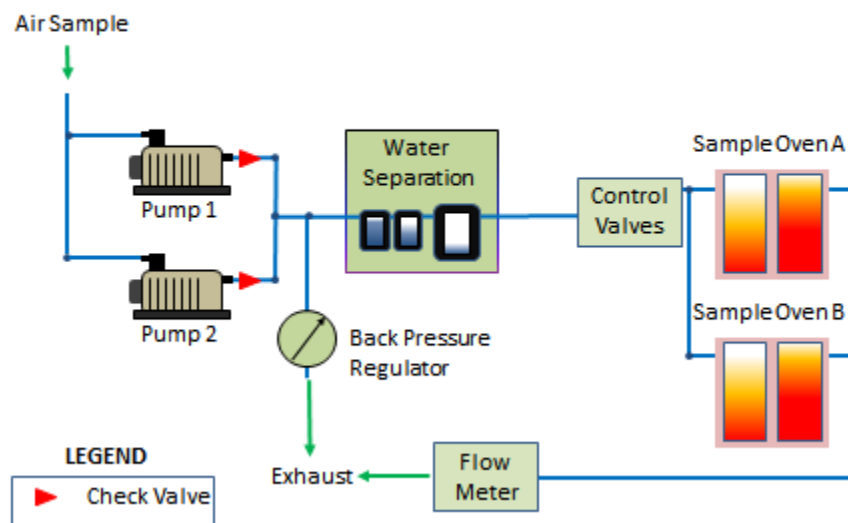 Air Sample
Pump 1
Pump 2
Water
Separation
Control
Valves
Sample Oven A
Sample Oven B
Back Pressure
Regulator
LEGEND
Check Valve
Exhaust
Flow
Meter